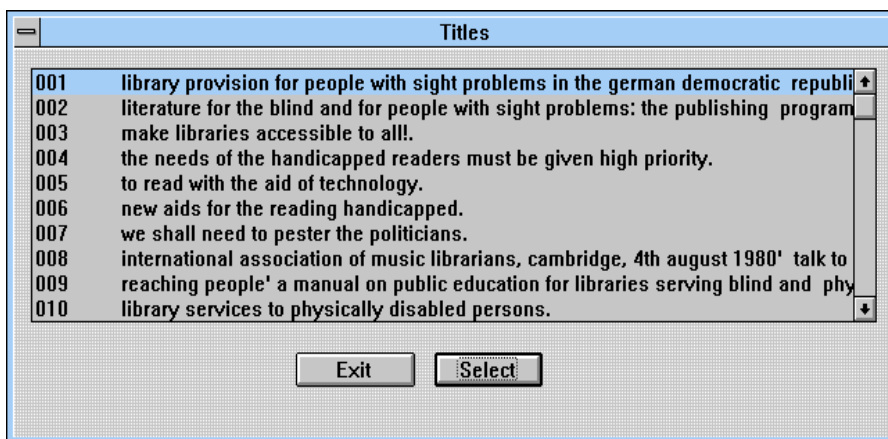 Titles
001 library provision for people with sight problems in the german democratic republi
002 literature for the blind and for people with sight problems: the publishing program
003 make libraries accessible to all!.
004 the needs of the handicapped readers must be given high priority.
005 to read with the aid of technology.
006 new aids for the reading handicapped.
007 we shall need to pester the politicians.
008 international association of music librarians, cambridge, 4th august 1980' talk to
009 reaching people' a manual on public education for libraries serving blind and phy
010 library services to physically disabled persons.
Exit Select